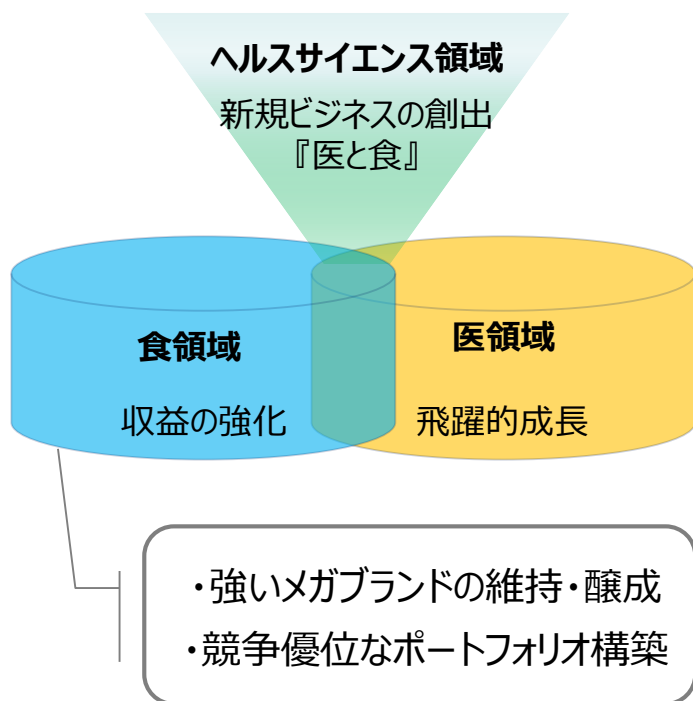 ヘルスサイエンス領域
新規ビジネスの創出
『医と食』
食領域
医領域
収益の強化
飛躍的成長
・強いメガブランドの維持・醸成
・競争優位なポートフォリオ構築